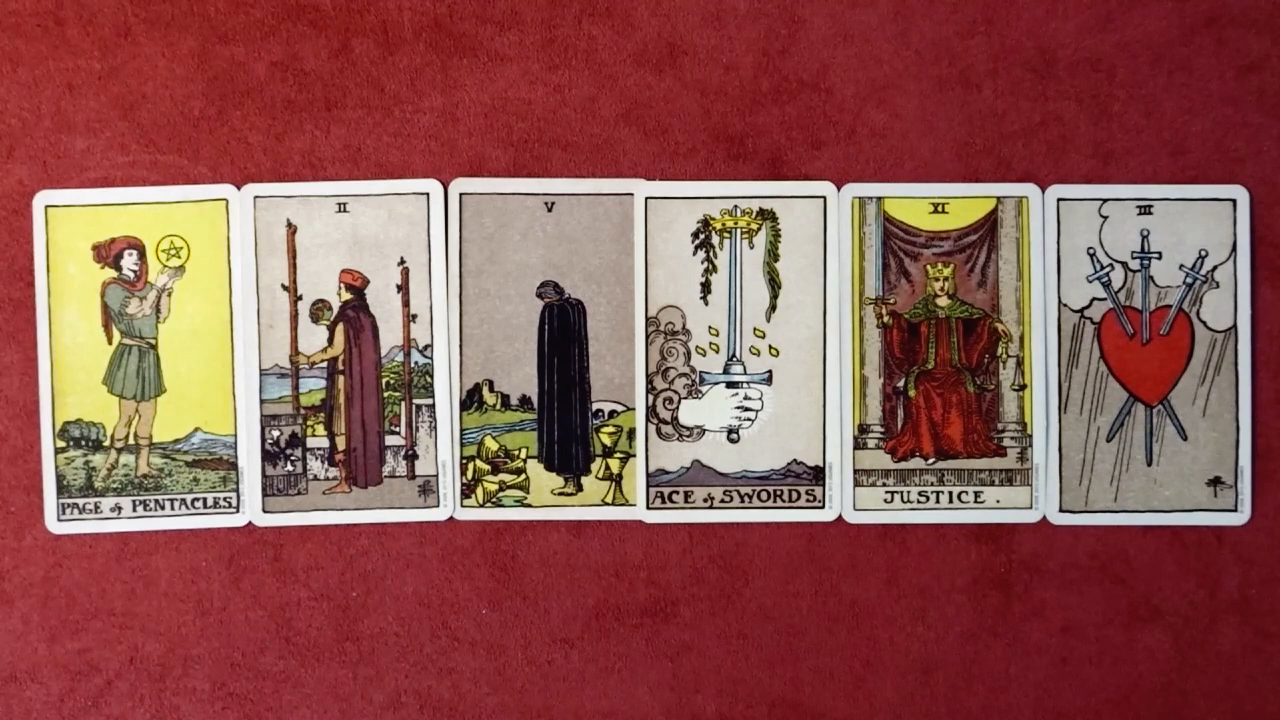 PAGE of PENTACLES.
II
V
ACE of SWORDS.
XI
JUSTICE.
III